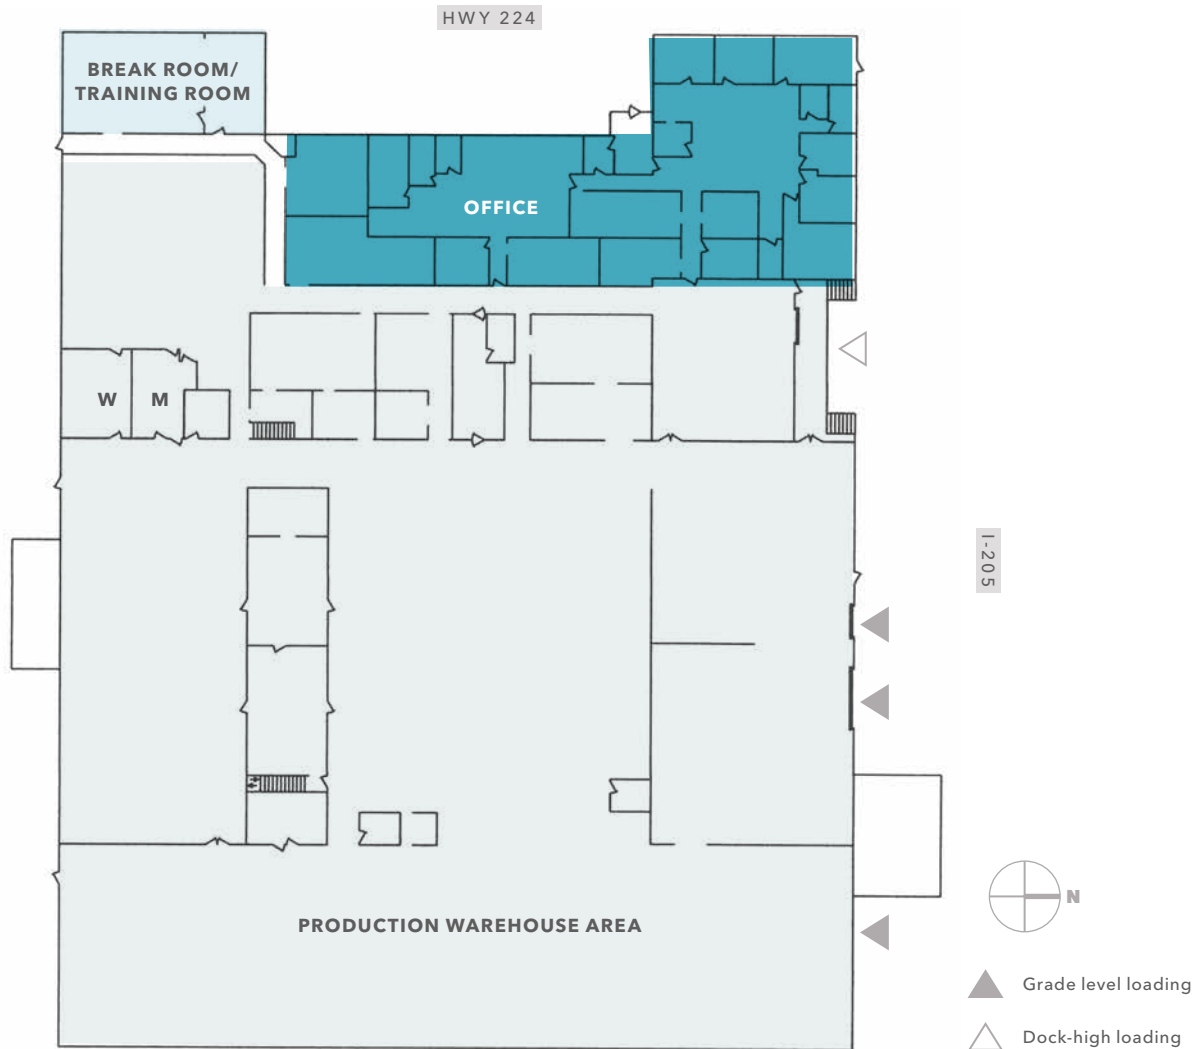 HWY 224
BREAK ROOM/
TRAINING ROOM
OFFICE
W
M
I-205
PRODUCTION WAREHOUSE AREA
N
Grade level loading
Dock-high loading